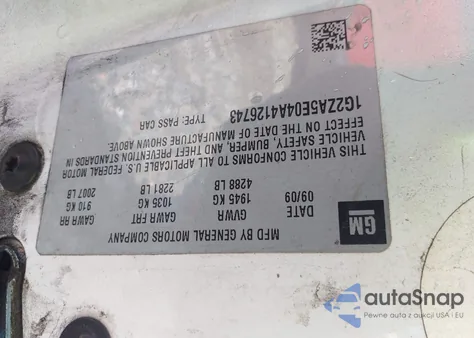 GM
MFD BY GENERAL MOTORS COMPANY
DATE GVWR GAWR FRT GAWR RR
09/09 1945 KG 1035 KG 910 KG
4288 LB 2281 LB 2007 LB
THIS VEHICLE CONFORMS TO ALL APPLICABLE U.S. FEDERAL MOTOR
VEHICLE SAFETY, BUMPER, AND THEFT PREVENTION STANDARDS IN
EFFECT ON THE DATE OF MANUFACTURE SHOWN ABOVE.
1G2ZA5E04A4126743 TYPE: PASS CAR
autoSnap
Pewne auta z aukcji USA i EU